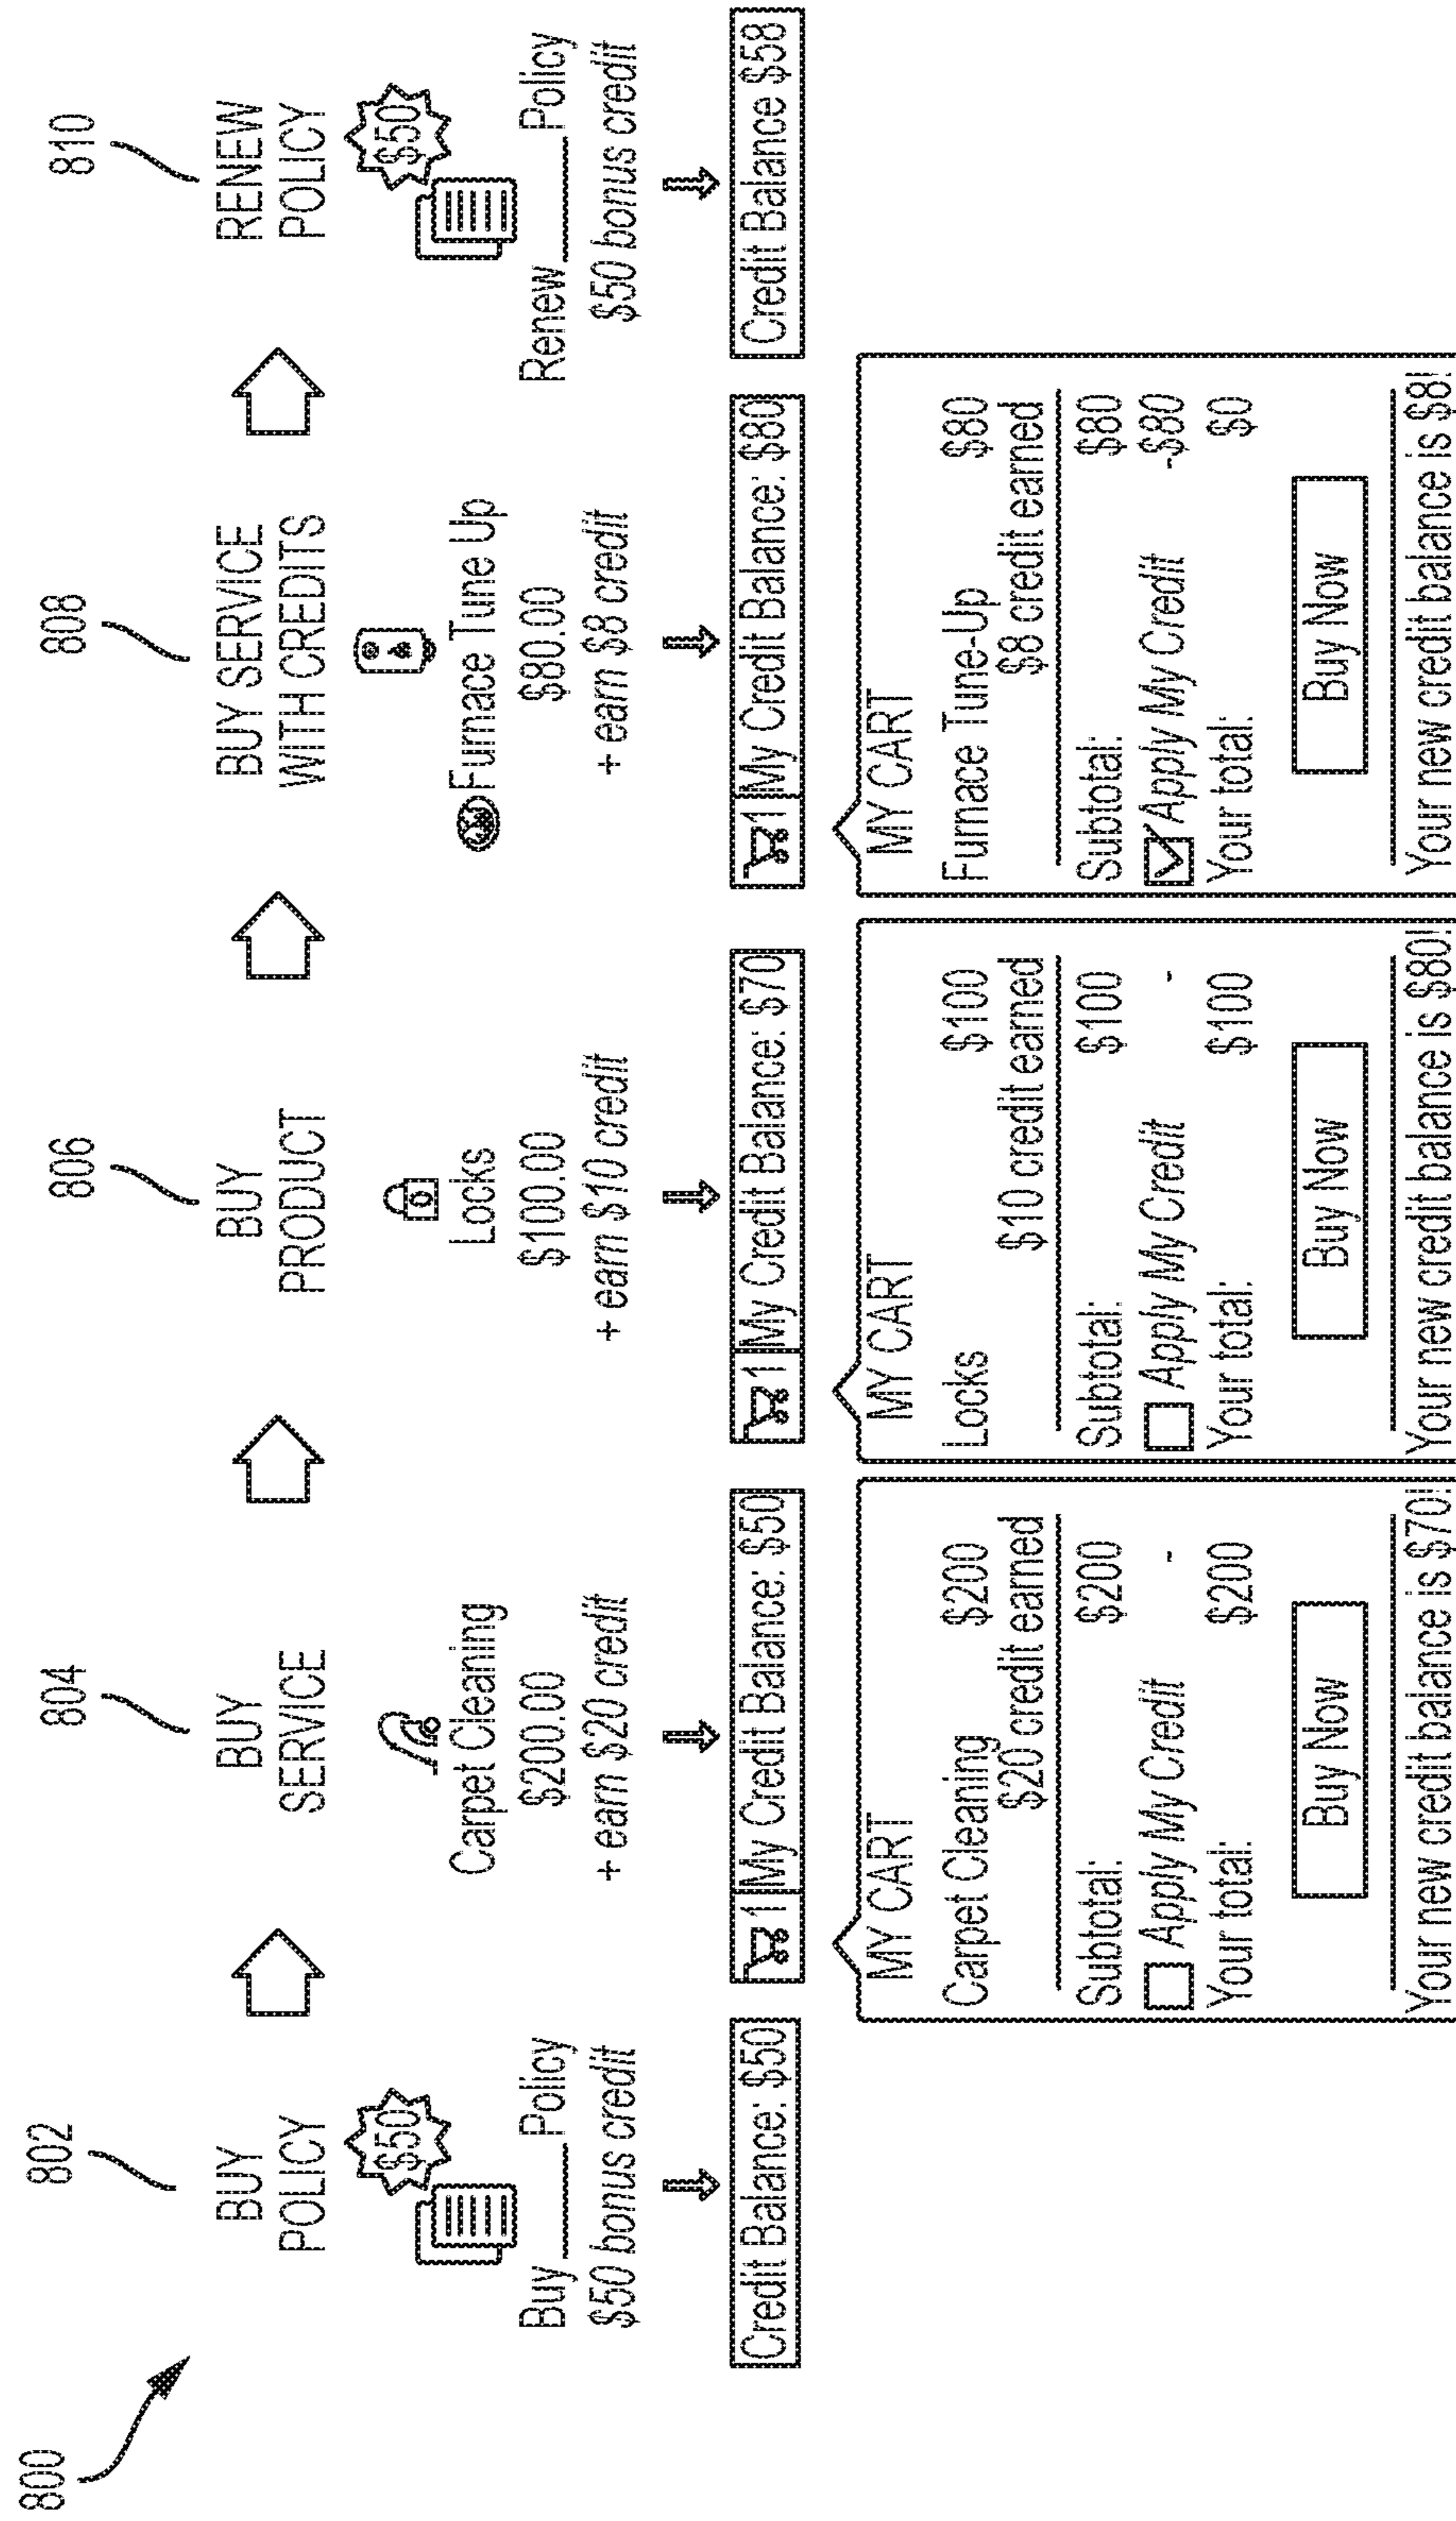 800
802
BUY
POLICY
$50
Buy ____ Policy
$50 bonus credit
Credit Balance: $50
804
BUY
SERVICE
Carpet Cleaning
$200.00
+ earn $20 credit
1 My Credit Balance: $50
MY CART
Carpet Cleaning $200
$20 credit earned
Subtotal: $200
Apply My Credit -
Your total: $200
Buy Now
Your new credit balance is $70!
806
BUY
PRODUCT
Locks
$100.00
+ earn $10 credit
1 My Credit Balance: $70
MY CART
Locks $100
$10 credit earned
Subtotal: $100
Apply My Credit -
Your total: $100
Buy Now
Your new credit balance is $80!
808
BUY SERVICE
WITH CREDITS
Furnace Tune Up
$80.00
+ earn $8 credit
1 My Credit Balance: $80
MY CART
Furnace Tune-Up $80
$8 credit earned
Subtotal: $80
Apply My Credit -$80
Your total: $0
Buy Now
Your new credit balance is $8!
810
RENEW
POLICY
$50
Renew ____ Policy
$50 bonus credit
Credit Balance $58